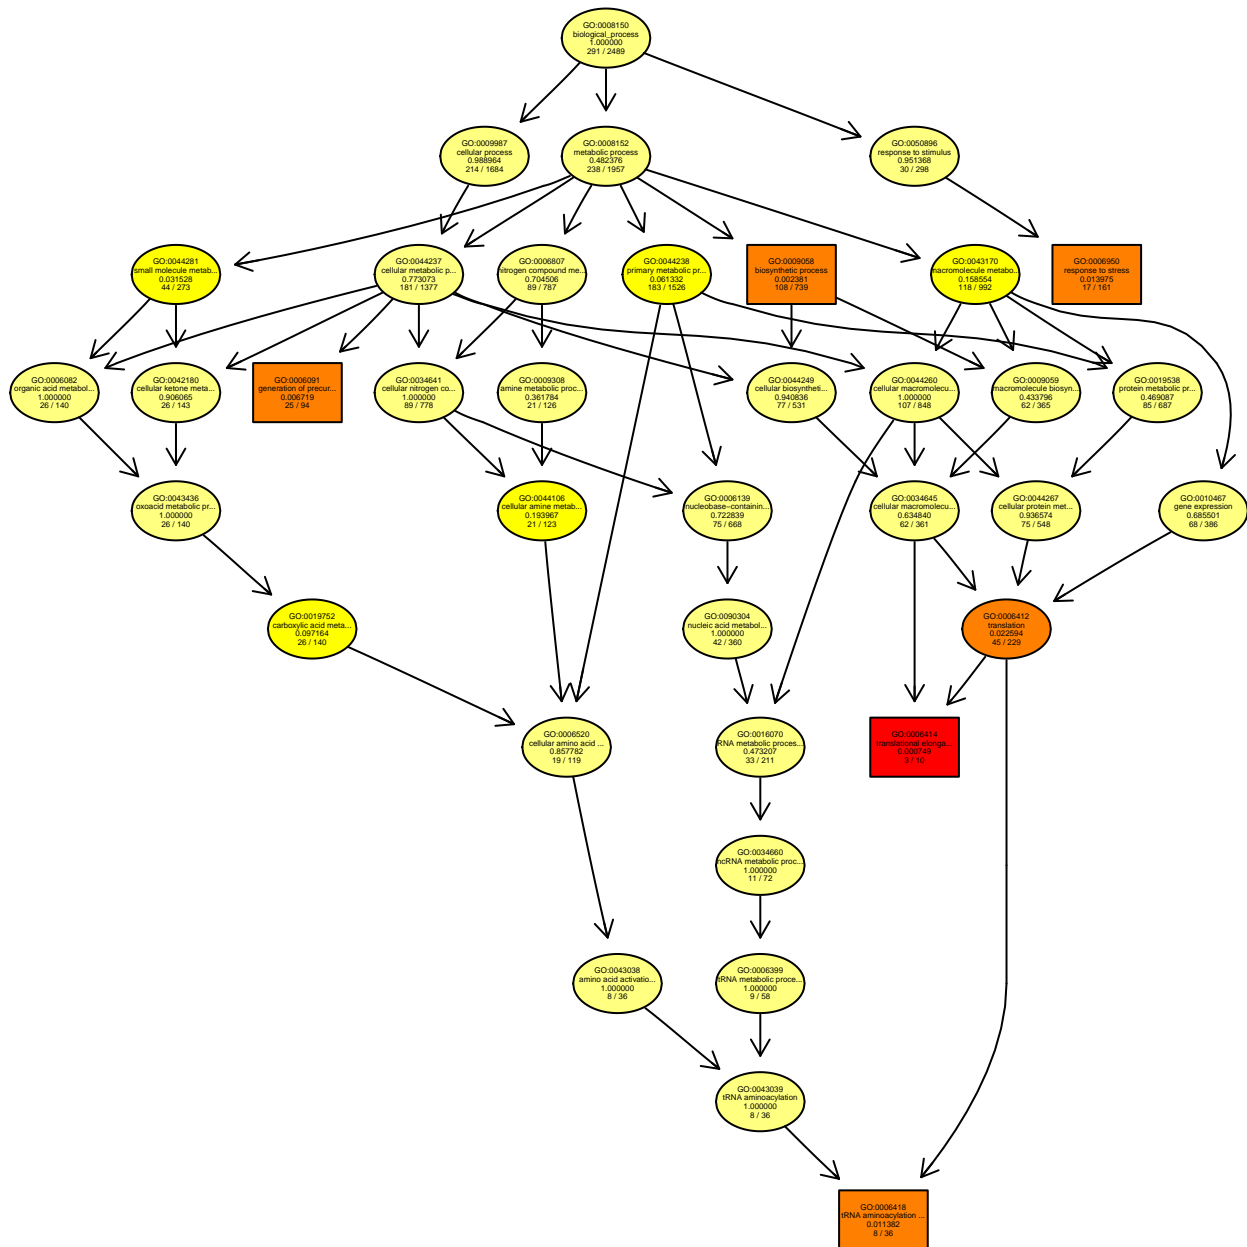 GO:0008150
biological_process
1.000000
291 / 2489
GO:0009987
cellular process
0.988964
214 / 1684
GO:0008152
metabolic process
0.482376
238 / 1957
GO:0050896
response to stimulus
0.951368
30 / 298
GO:0044281
small molecule metab...
0.031528
44 / 273
GO:0044237
cellular metabolic p...
0.773073
181 / 1377
GO:0006807
nitrogen compound me...
0.704506
89 / 787
GO:0044238
primary metabolic pr...
0.061332
183 / 1526
GO:0009058
biosynthetic process
0.002381
108 / 739
GO:0043170
macromolecule metabo...
0.158554
118 / 992
GO:0006950
response to stress
0.013975
17 / 161
GO:0006082
organic acid metabol...
1.000000
26 / 140
GO:0042180
cellular ketone meta...
0.906065
26 / 143
GO:0006091
generation of precur...
0.006719
25 / 94
GO:0034641
cellular nitrogen co...
1.000000
89 / 778
GO:0009308
amine metabolic proc...
0.361784
21 / 126
GO:0044249
cellular biosyntheti...
0.940836
77 / 531
GO:0044260
cellular macromolecu...
1.000000
107 / 848
GO:0009059
macromolecule biosyn...
0.433796
62 / 365
GO:0019538
protein metabolic pr...
0.469087
85 / 687
GO:0043436
oxoacid metabolic pr...
1.000000
26 / 140
GO:0044106
cellular amine metab...
0.193967
21 / 123
GO:0006139
nucleobase−containin...
0.722839
75 / 668
GO:0034645
cellular macromolecu...
0.634840
62 / 361
GO:0044267
cellular protein met...
0.936574
75 / 548
GO:0010467
gene expression
0.685501
68 / 386
GO:0019752
carboxylic acid meta...
0.097164
26 / 140
GO:0090304
nucleic acid metabol...
1.000000
42 / 360
GO:0006412
translation
0.022594
45 / 229
GO:0006520
cellular amino acid ...
0.857782
19 / 119
GO:0016070
RNA metabolic proces...
0.473207
33 / 211
GO:0006414
translational elonga...
0.000749
3 / 10
GO:0034660
ncRNA metabolic proc...
1.000000
11 / 72
GO:0043038
amino acid activatio...
1.000000
8 / 36
GO:0006399
tRNA metabolic proce...
1.000000
9 / 58
GO:0043039
tRNA aminoacylation
1.000000
8 / 36
GO:0006418
tRNA aminoacylation ...
0.011382
8 / 36